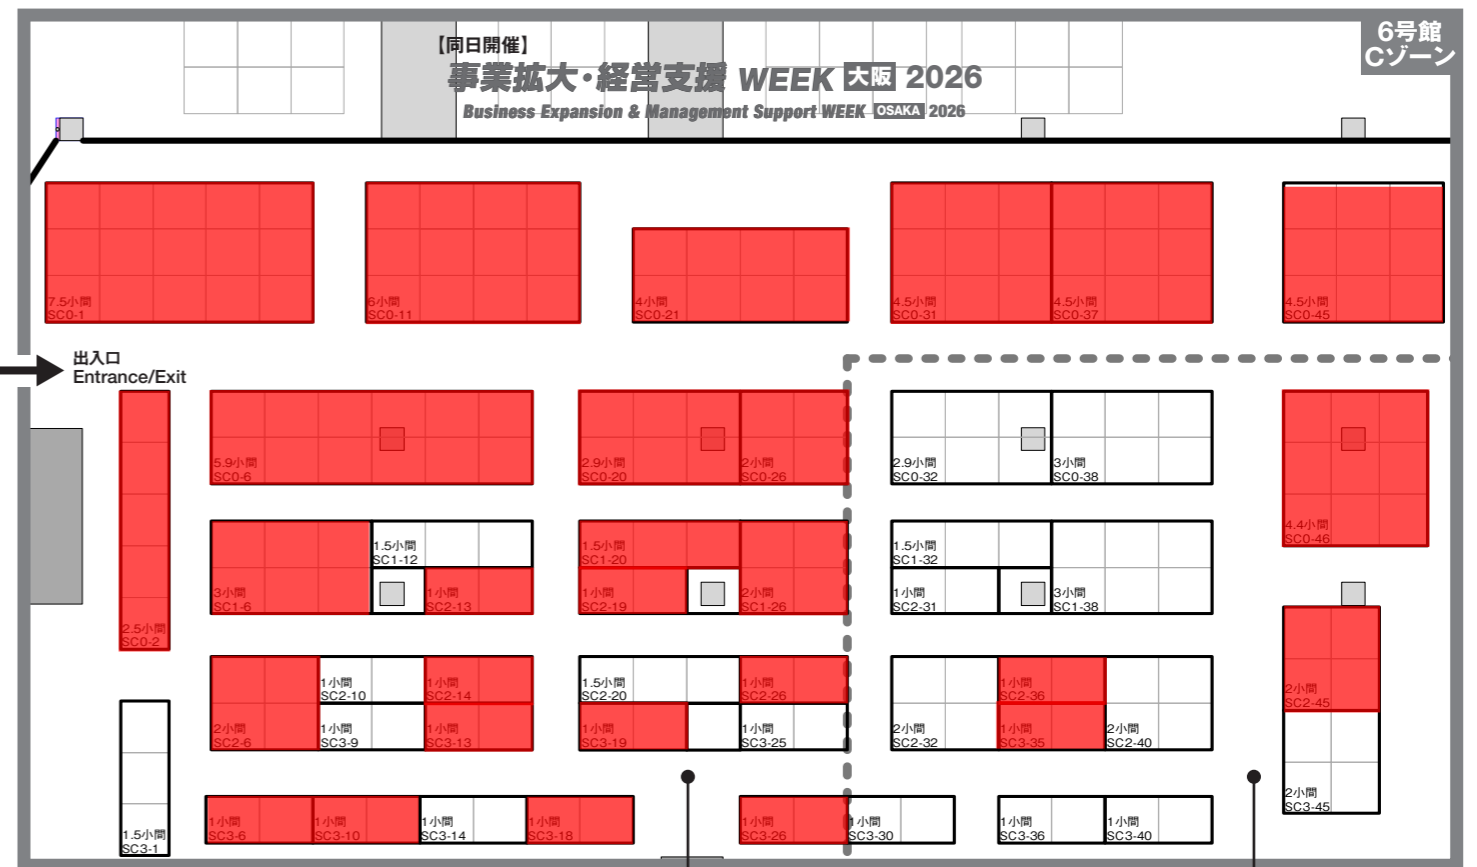 6号館
Cゾーン
【同日開催】
事業拡大・経営支援 WEEK 大阪 2026
Business Expansion & Management Support WEEK OSAKA 2026
7.5小間
SC0-1
6小間
SC0-11
4小間
SC0-21
4.5小間
SC0-31
4.5小間
SC0-37
4.5小間
SC0-45
出入口
Entrance/Exit
5.9小間
SC0-6
2.9小間
SC0-20
2小間
SC0-26
2.9小間
SC0-32
3小間
SC0-38
4.4小間
SC0-46
1.5小間
SC1-12
1.5小間
SC1-20
1.5小間
SC1-32
3小間
SC1-6
1小間
SC2-13
1小間
SC2-19
2小間
SC1-26
1小間
SC2-31
3小間
SC1-38
2.5小間
SC0-2
1小間
SC2-10
1小間
SC2-14
1.5小間
SC2-20
1小間
SC2-26
1小間
SC2-36
2小間
SC2-45
2小間
SC2-6
1小間
SC3-9
1小間
SC3-13
1小間
SC3-19
1小間
SC3-25
2小間
SC2-32
1小間
SC3-35
2小間
SC2-40
2小間
SC3-45
1.5小間
SC3-1
1小間
SC3-6
1小間
SC3-10
1小間
SC3-14
1小間
SC3-18
1小間
SC3-26
1小間
SC3-30
1小間
SC3-36
1小間
SC3-40